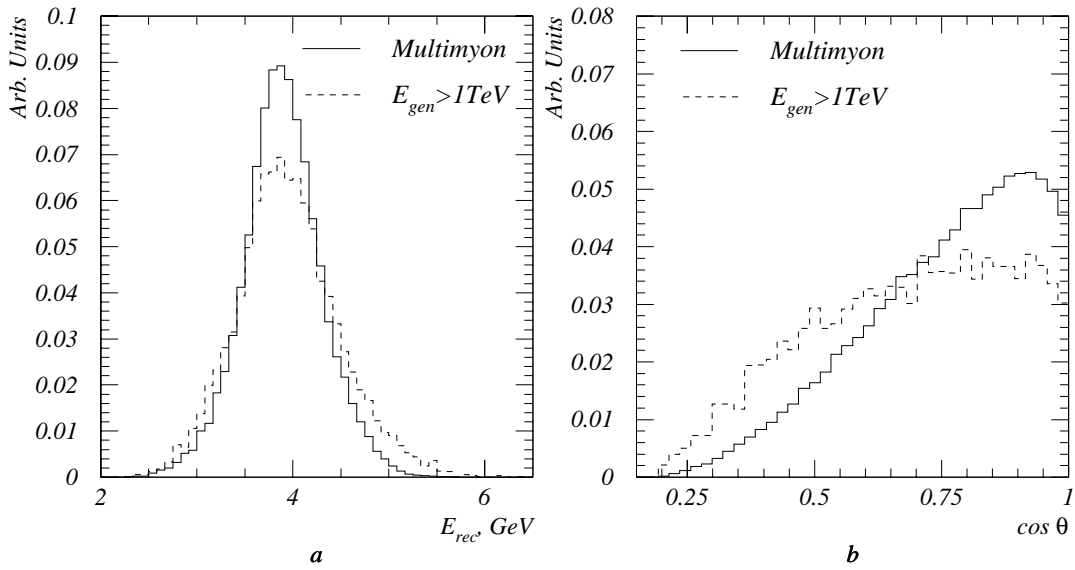 Arb. Units
0.1
0.09
0.08
0.07
0.06
0.05
0.04
0.03
0.02
0.01
0
Multimyon
E_gen>1TeV
2
4
6
E_rec, GeV
a
Arb. Units
0.08
0.07
0.06
0.05
0.04
0.03
0.02
0.01
0
Multimyon
E_gen>1TeV
0.25
0.5
0.75
1
cos θ
b